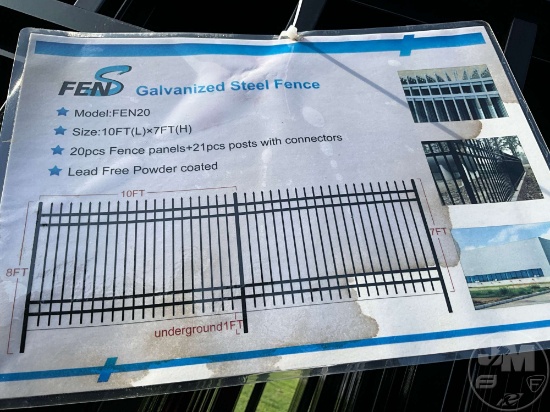 FENS
Galvanized Steel Fence
Model:FEN20
Size:10FT(L)×7FT(H)
20pcs Fence panels+21pcs posts with connectors
Lead Free Powder coated
10FT
8FT
7FT
underground1FT
J&M